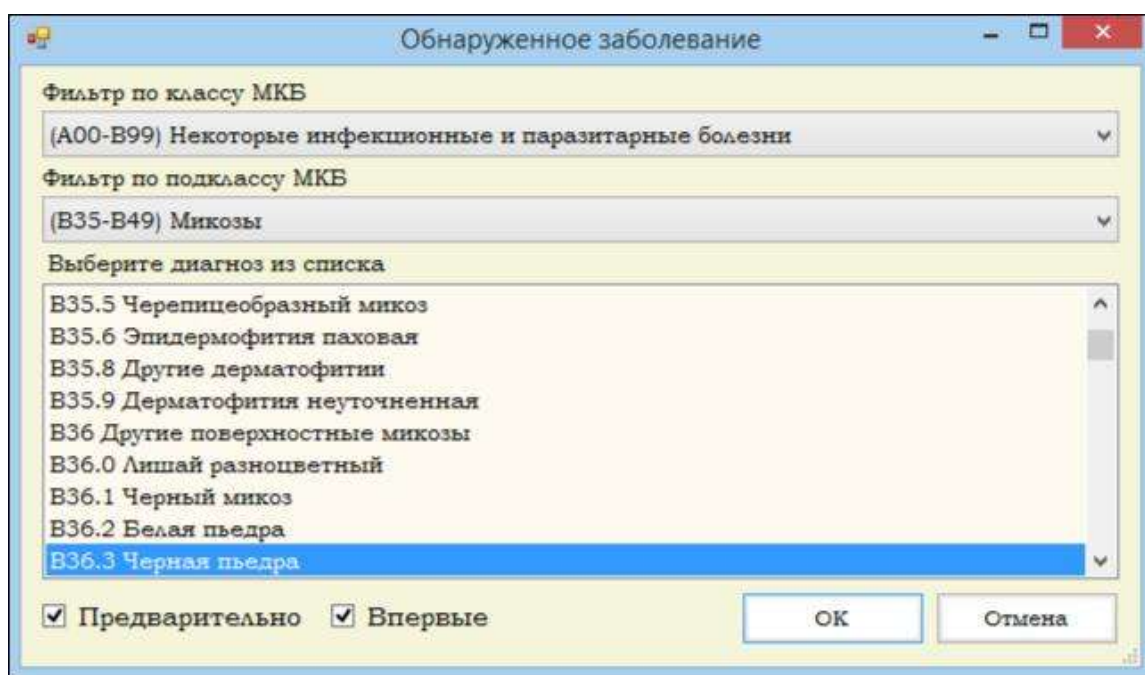 Обнаруженное заболевание
Фильтр по классу МКБ
(A00-B99) Некоторые инфекционные и паразитарные болезни
Фильтр по подклассу МКБ
(B35-B49) Микозы
Выберите диагноз из списка
B35.5 Черепицеобразный микоз
B35.6 Эпидермофития паховая
B35.8 Другие дерматофитии
B35.9 Дерматофития неуточненная
B36 Другие поверхностные микозы
B36.0 Лишай разноцветный
B36.1 Черный микоз
B36.2 Белая пьедра
B36.3 Черная пьедра
Предварительно Впервые OK Отмена